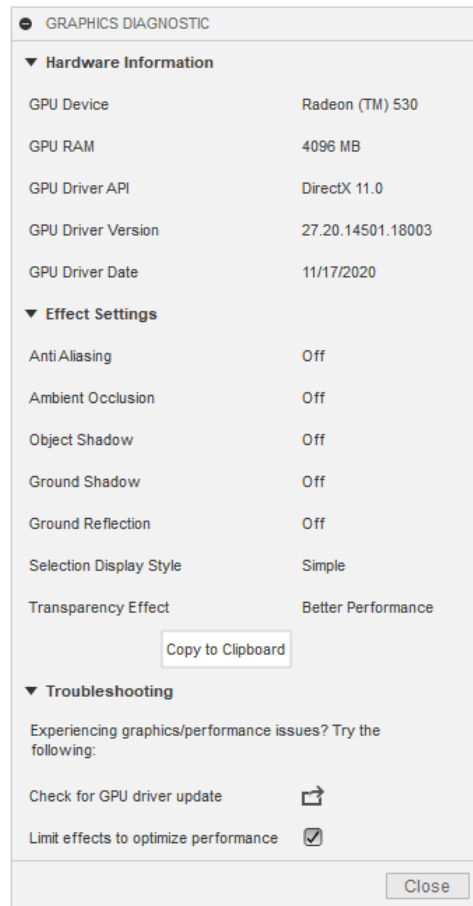 GRAPHICS DIAGNOSTIC
Hardware Information
GPU Device Radeon (TM) 530
GPU RAM 4096 MB
GPU Driver API DirectX 11.0
GPU Driver Version 27.20.14501.18003
GPU Driver Date 11/17/2020
Effect Settings
Anti Aliasing Off
Ambient Occlusion Off
Object Shadow Off
Ground Shadow Off
Ground Reflection Off
Selection Display Style Simple
Transparency Effect Better Performance
Copy to Clipboard
Troubleshooting
Experiencing graphics/performance issues? Try the
following:
Check for GPU driver update
Limit effects to optimize performance
Close